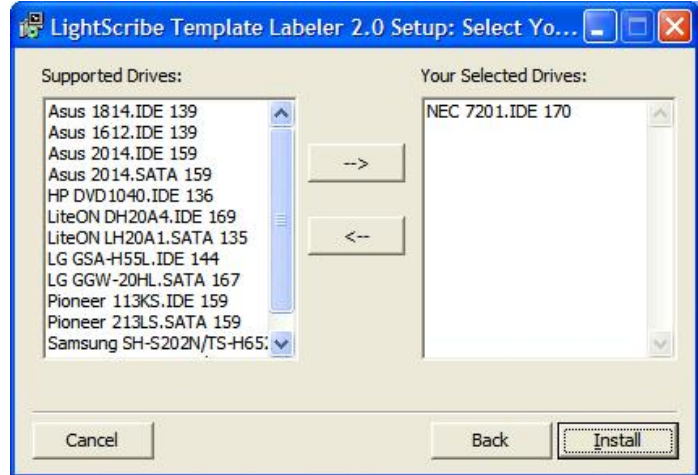 LightScribe Template Labeler 2.0 Setup: Select Yo...
Supported Drives:
Asus 1814.IDE 139
Asus 1612.IDE 139
Asus 2014.IDE 159
Asus 2014.SATA 159
HP DVD1040.IDE 136
LiteON DH20A4.IDE 169
LiteON LH20A1.SATA 135
LG GSA-H55L.IDE 144
LG GGW-20HL.SATA 167
Pioneer 113KS.IDE 159
Pioneer 213LS.SATA 159
Samsung SH-S202N/TS-H652
-->
<--
Your Selected Drives:
NEC 7201.IDE 170
Cancel
Back
Install